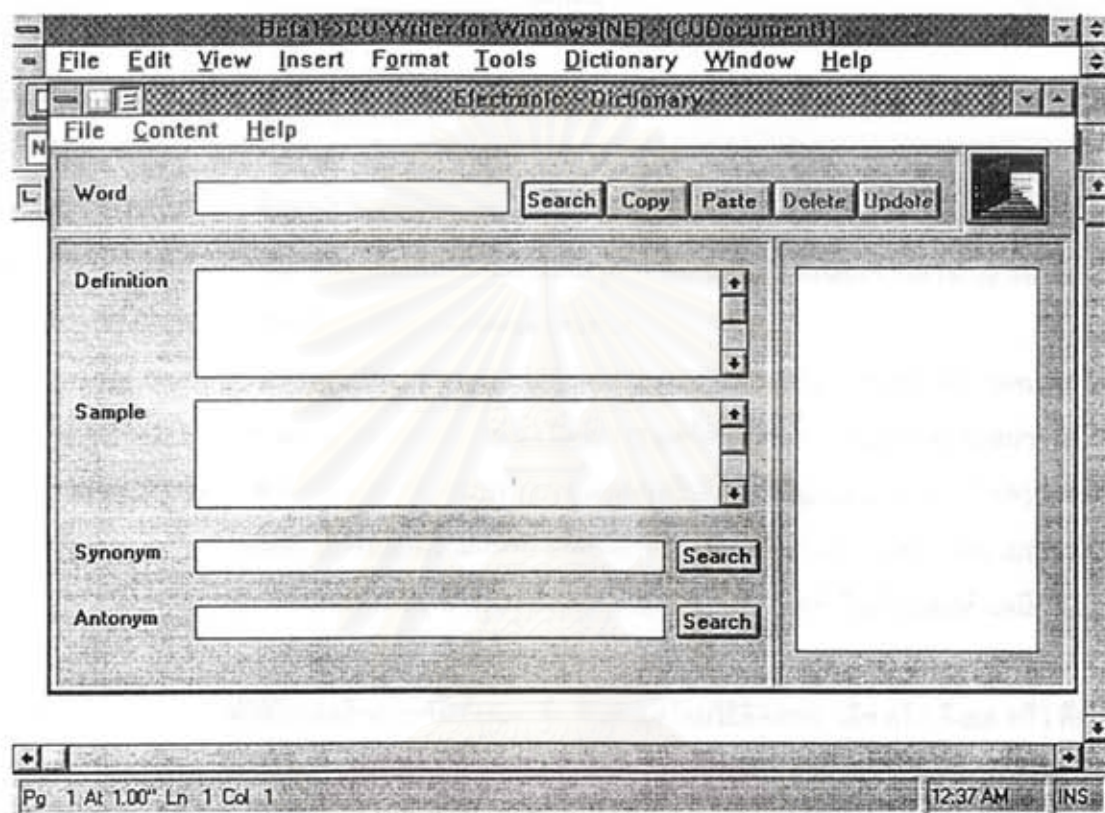 Beta1->CU-Writer for Windows(NE) - [CUDocument1]
File Edit View Insert Format Tools Dictionary Window Help
Electronic - Dictionary
File Content Help
N
L
Word Search Copy Paste Delete Update
Definition
Sample
Synonym Search
Antonym Search
Pg 1 At 1.00" Ln 1 Col 1 12:37 AM INS